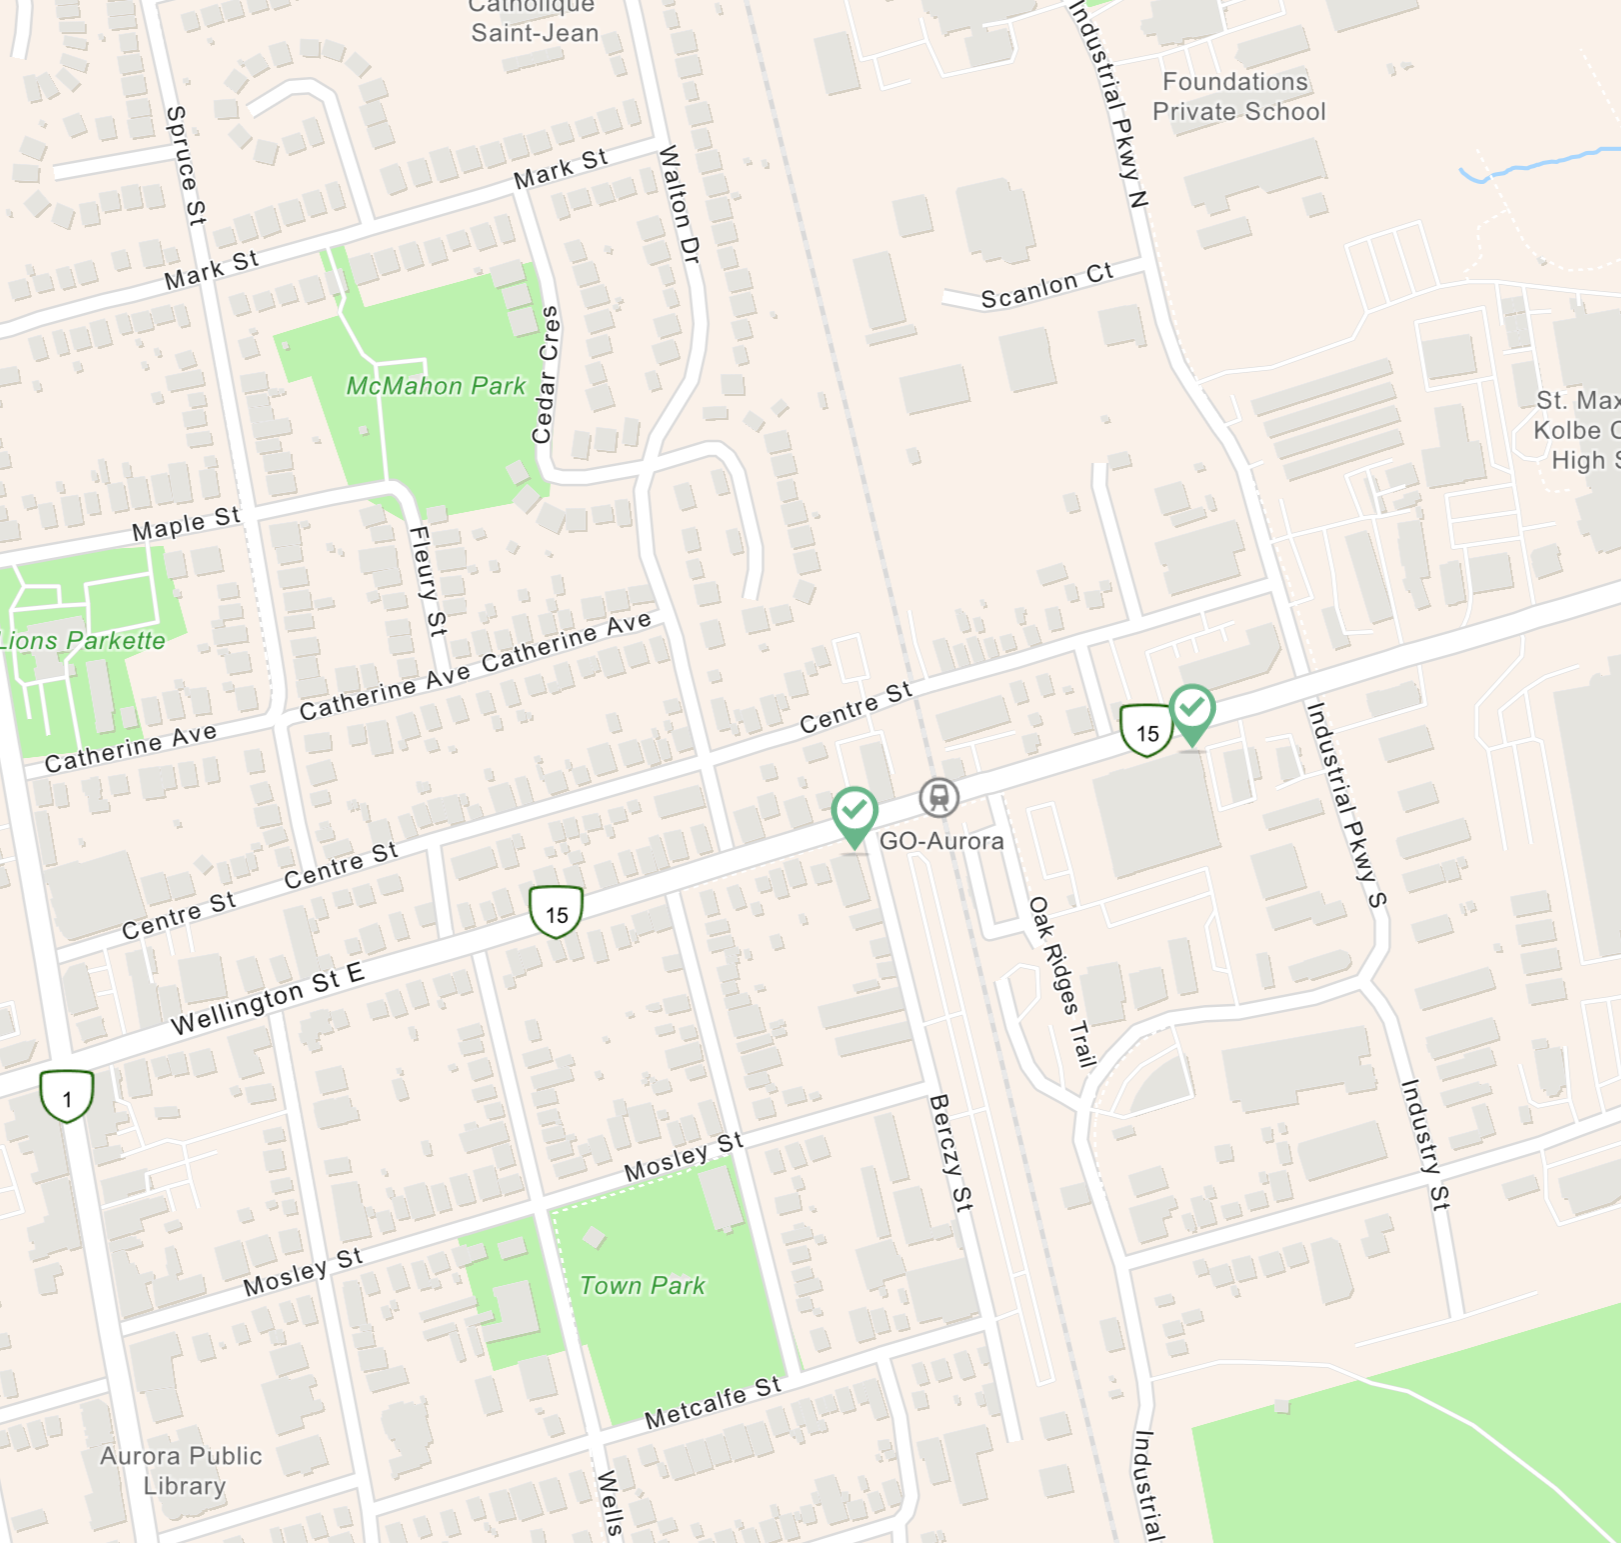 Catholique
Saint-Jean
Industrial Pkwy N
Foundations
Private School
Spruce St
Mark St
Walton Dr
Mark St
Scanlon Ct
Cedar Cres
McMahon Park
St. Max
Kolbe C
High S
Maple St
Fleury St
Lions Parkette
Catherine Ave
Catherine Ave
Catherine Ave
Centre St
15
Industrial Pkwy S
GO-Aurora
Centre St
Centre St
15
Oak Ridges Trail
Wellington St E
1
Berczy St
Industry St
Mosley St
Mosley St
Town Park
Metcalfe St
Aurora Public
Library
Wells
Industrial